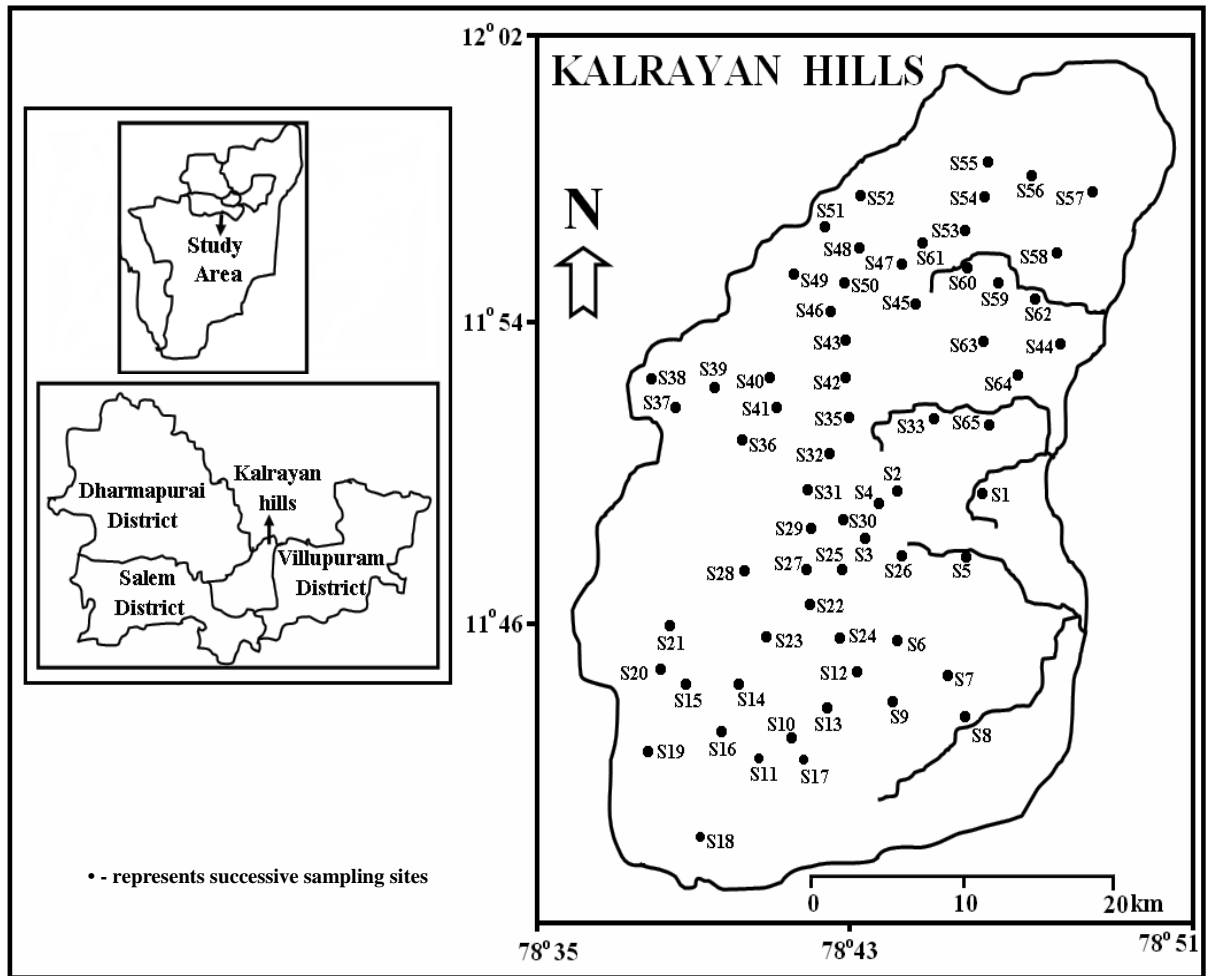 12° 02
KALRAYAN HILLS
N
11° 54
11° 46
Study
Area
Dharmapurai
District
Kalrayan
hills
Villupuram
District
Salem
District
• - represents successive sampling sites
S55
S56
S57
S54
S52
S51
S53
S61
S48
S47
S58
S60
S49
S50
S59
S46
S45
S62
S43
S63
S44
S38
S39
S40
S42
S64
S37
S41
S35
S33
S65
S36
S32
S31
S4
S2
S1
S29
S30
S3
S28
S27
S25
S26
S5
S22
S21
S23
S24
S6
S20
S15
S14
S12
S7
S13
S9
S8
S16
S10
S19
S11
S17
S18
0 10 20km
78° 35
78° 43
78° 51